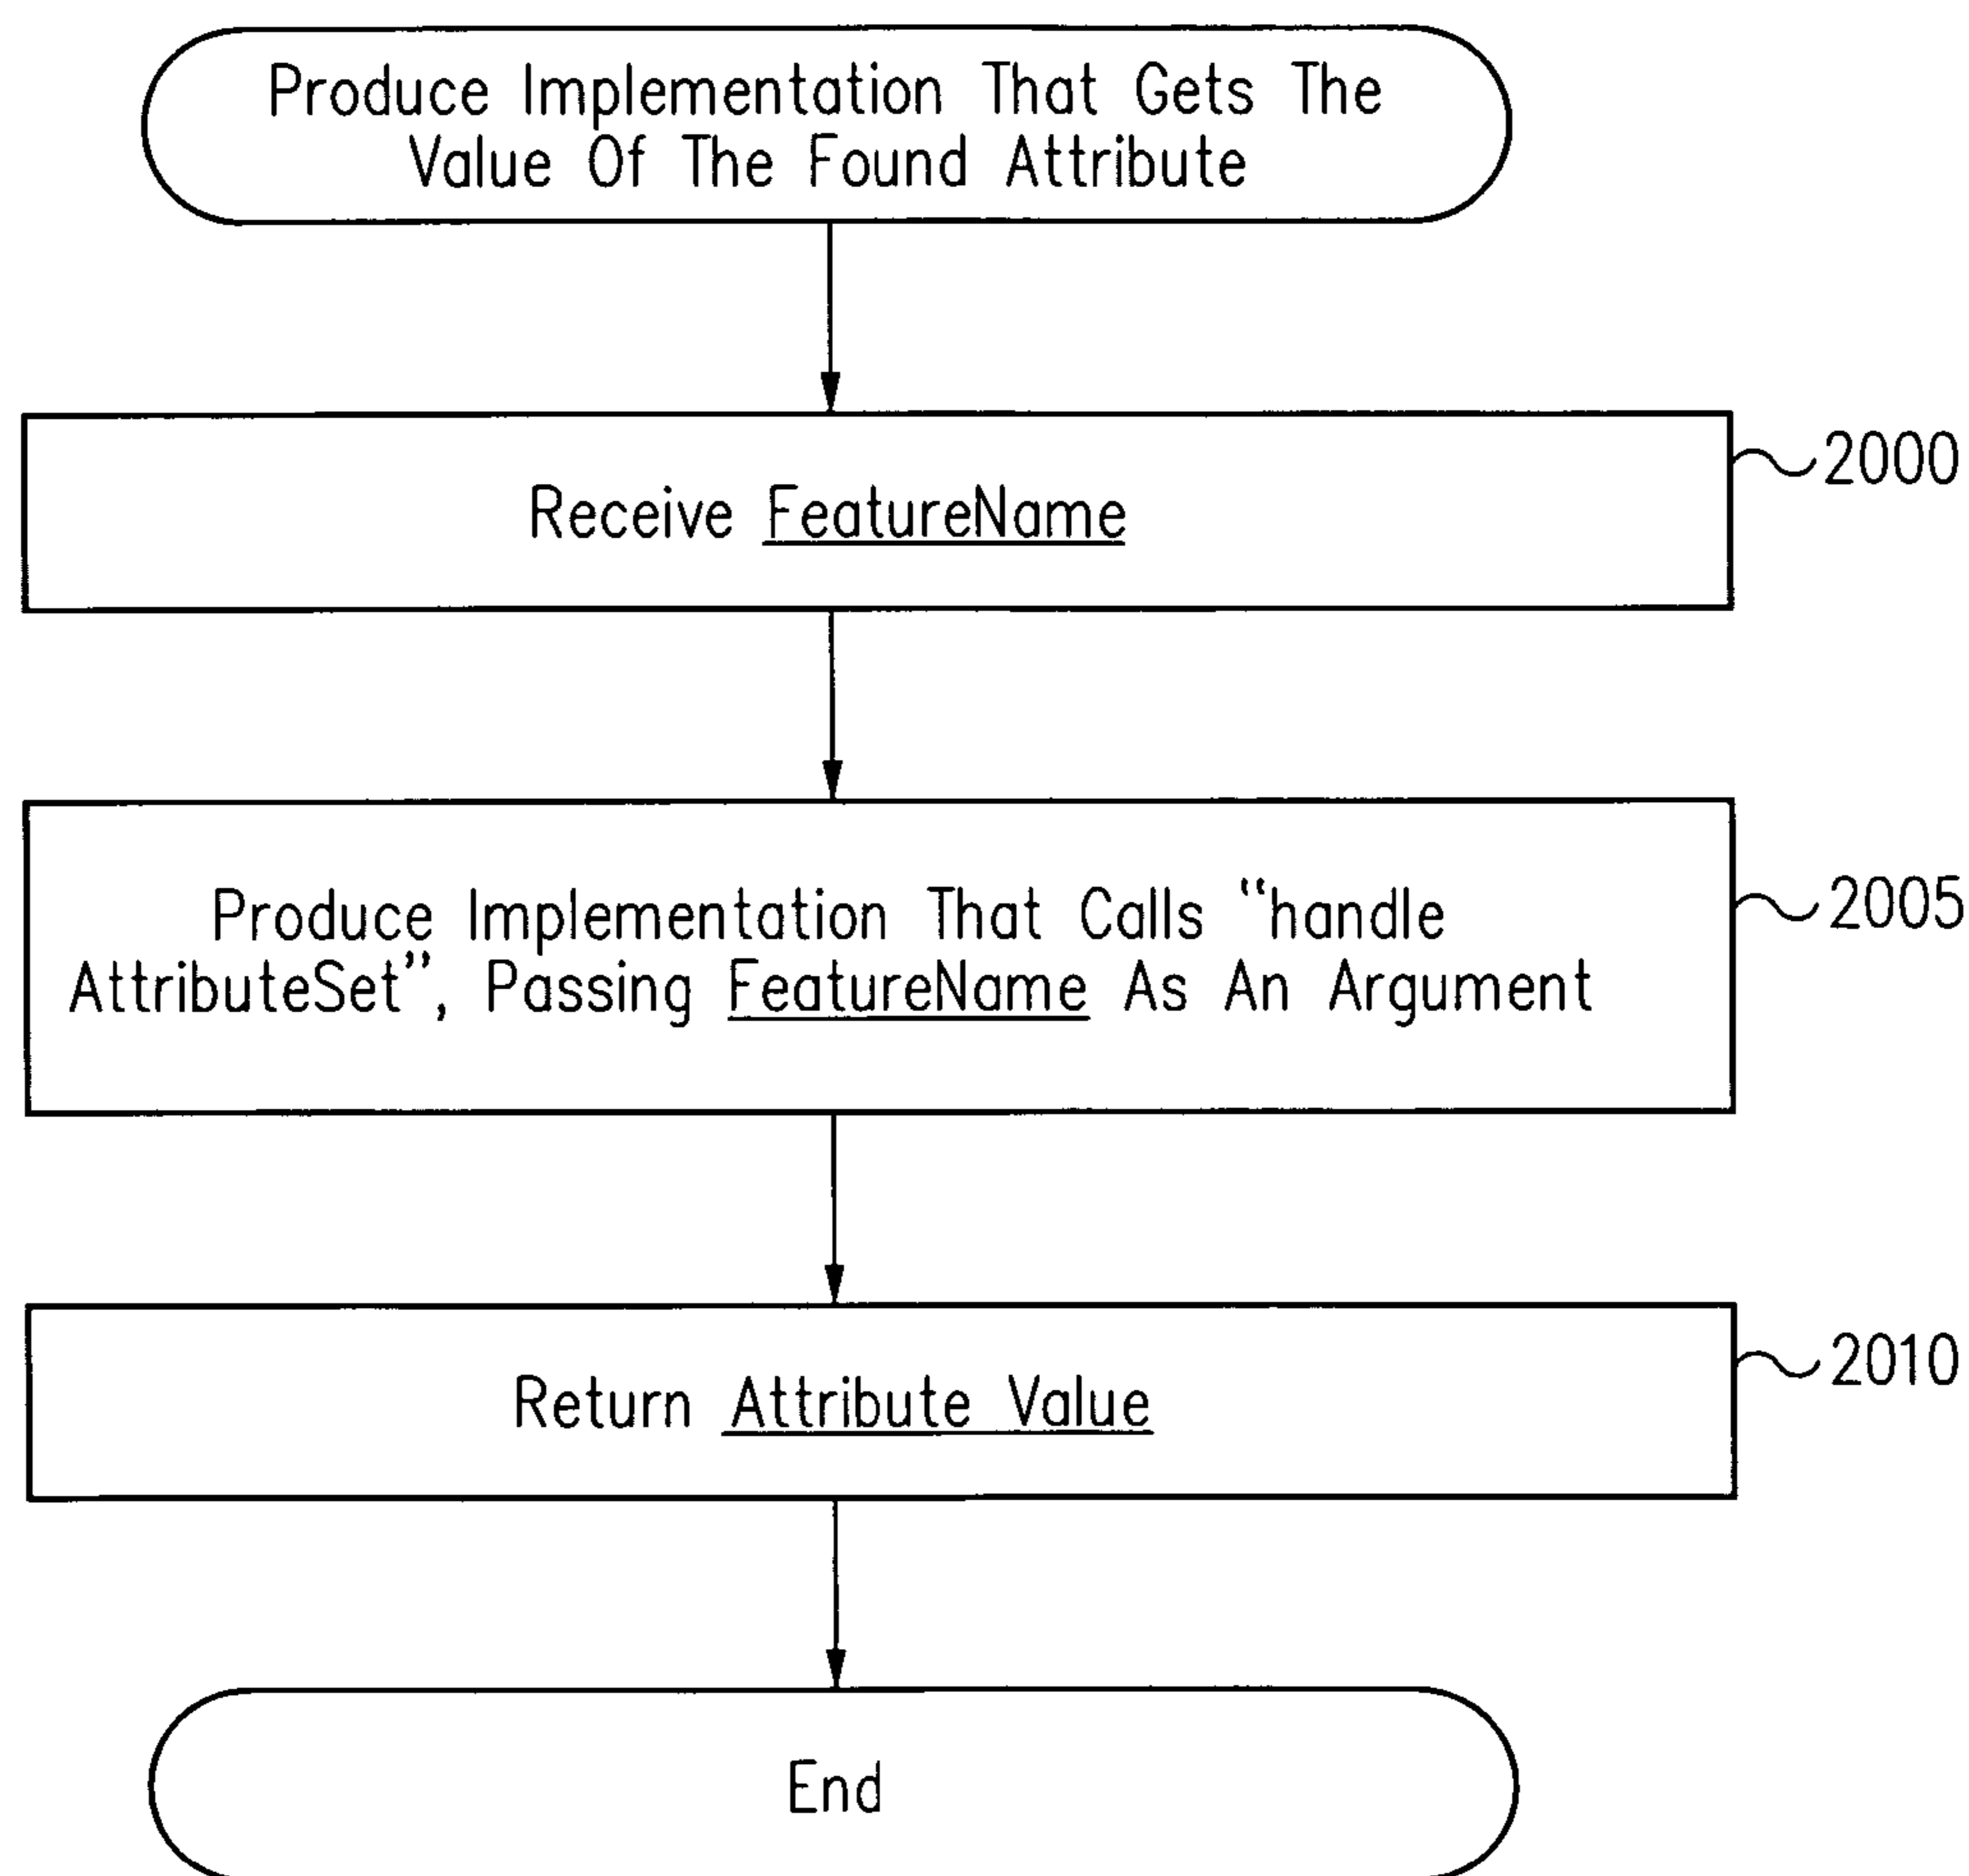 Produce Implementation That Gets The
Value Of The Found Attribute
2000
Receive FeatureName
2005
Produce Implementation That Calls “handle
AttributeSet”, Passing FeatureName As An Argument
2010
Return Attribute Value
End